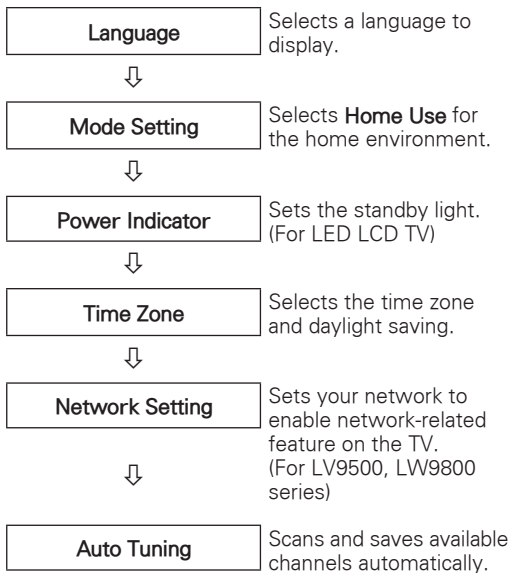 Language
Selects a language to
display.
Mode Setting
Selects Home Use for
the home environment.
Power Indicator
Sets the standby light.
(For LED LCD TV)
Time Zone
Selects the time zone
and daylight saving.
Network Setting
Sets your network to
enable network-related
feature on the TV.
(For LV9500, LW9800
series)
Auto Tuning
Scans and saves available
channels automatically.